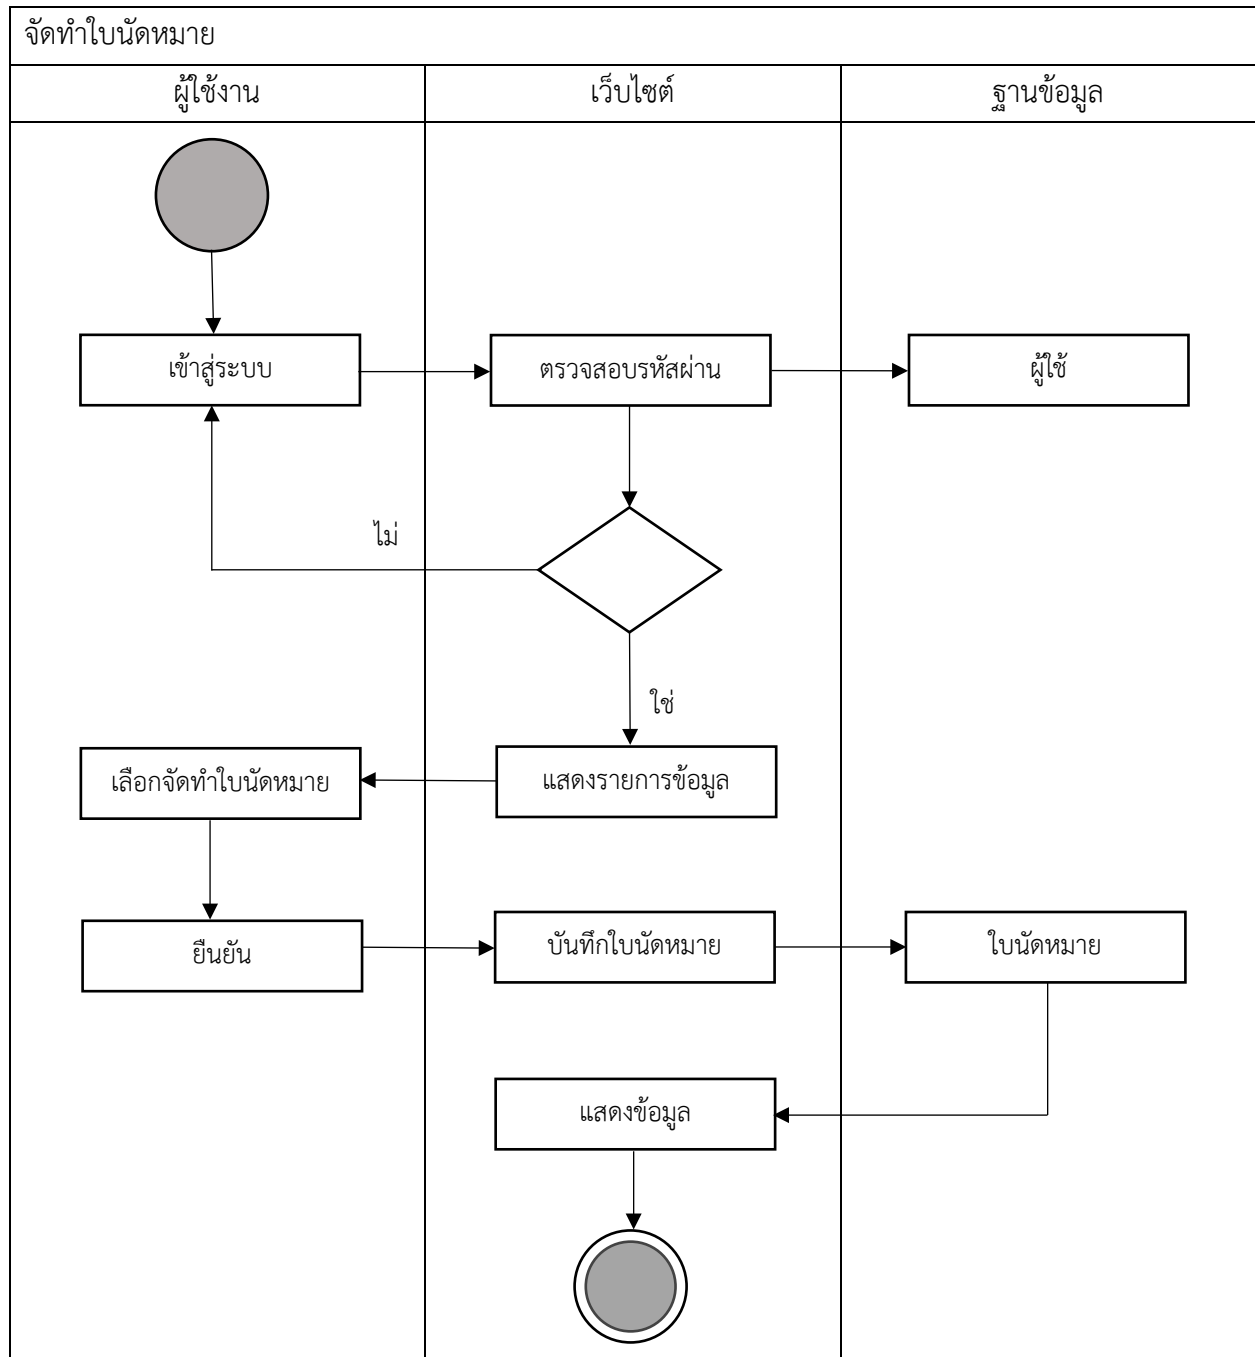 จัดทำใบนัดหมาย
ผู้ใช้งาน
เว็บไซต์
ฐานข้อมูล
เข้าสู่ระบบ
ตรวจสอบรหัสผ่าน
ผู้ใช้
ไม่
ใช่
เลือกจัดทำใบนัดหมาย
แสดงรายการข้อมูล
ยืนยัน
บันทึกใบนัดหมาย
ใบนัดหมาย
แสดงข้อมูล